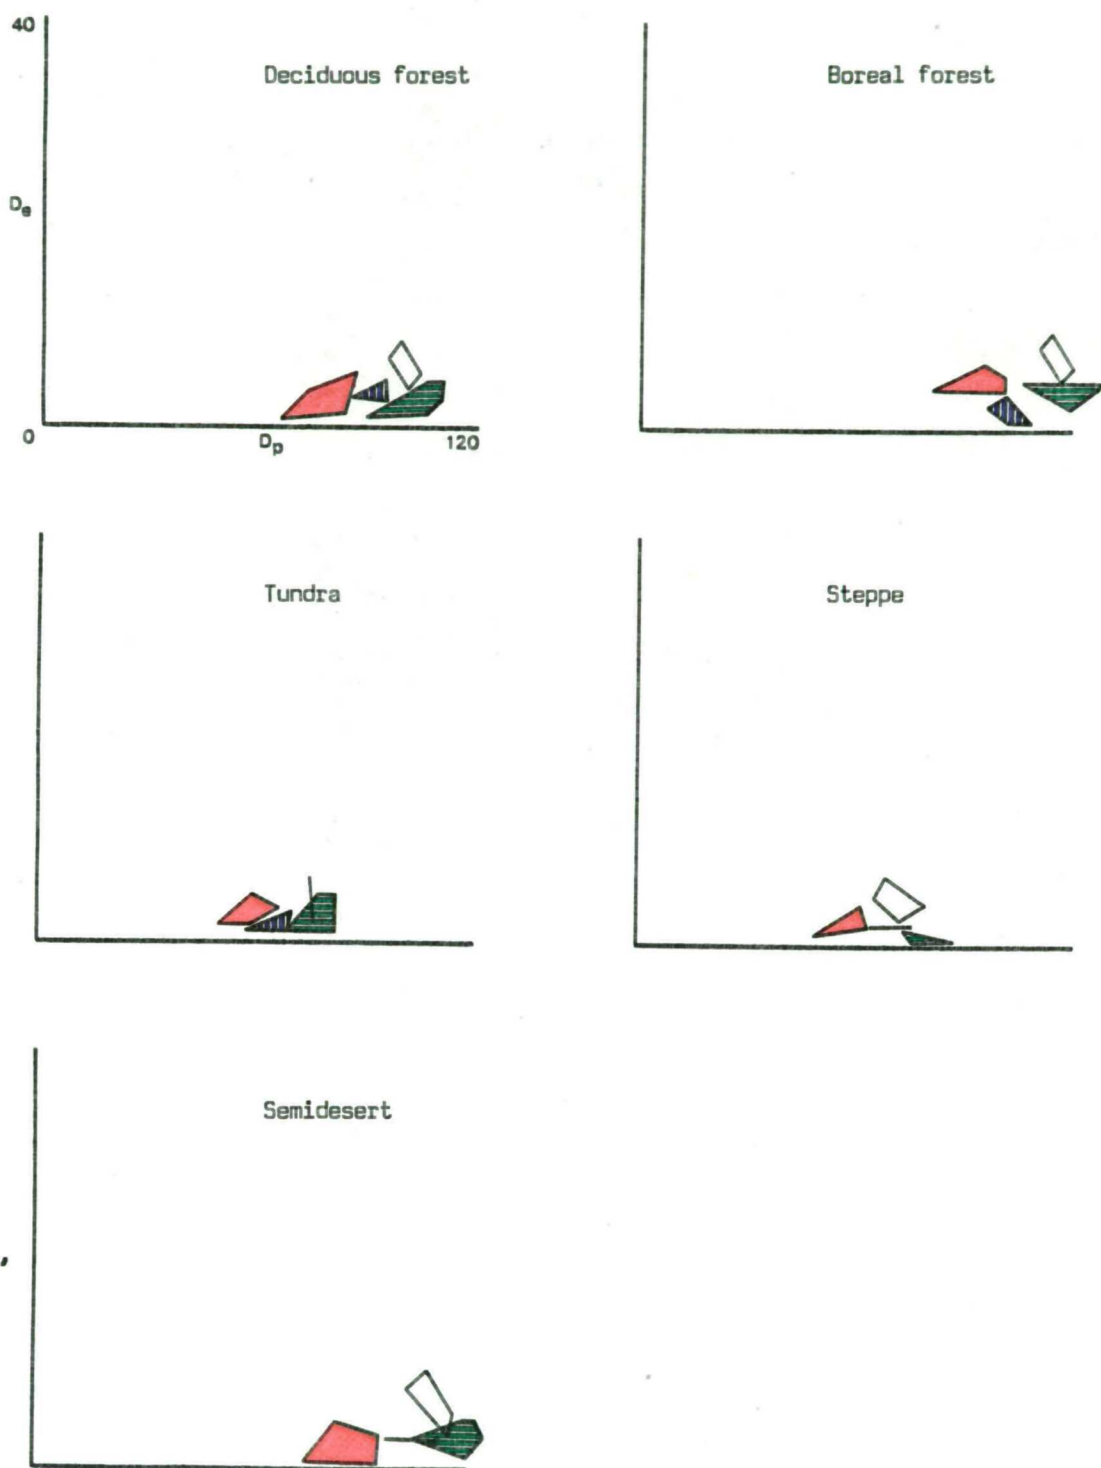 40
Deciduous forest
Boreal forest
De
0
Dp
120
Tundra
Steppe
Semidesert